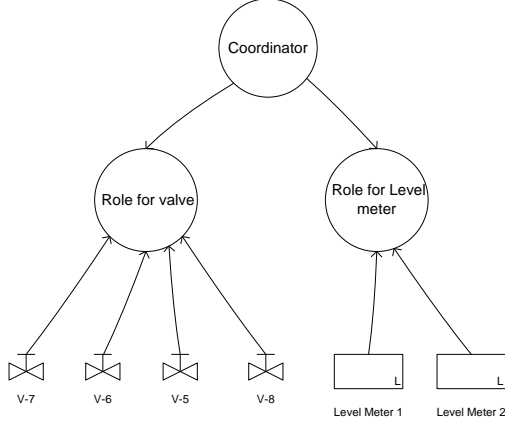 Coordinator
Role for valve
Role for Level
meter
L
L
V-7
V-6
V-5
V-8
Level Meter 1
Level Meter 2